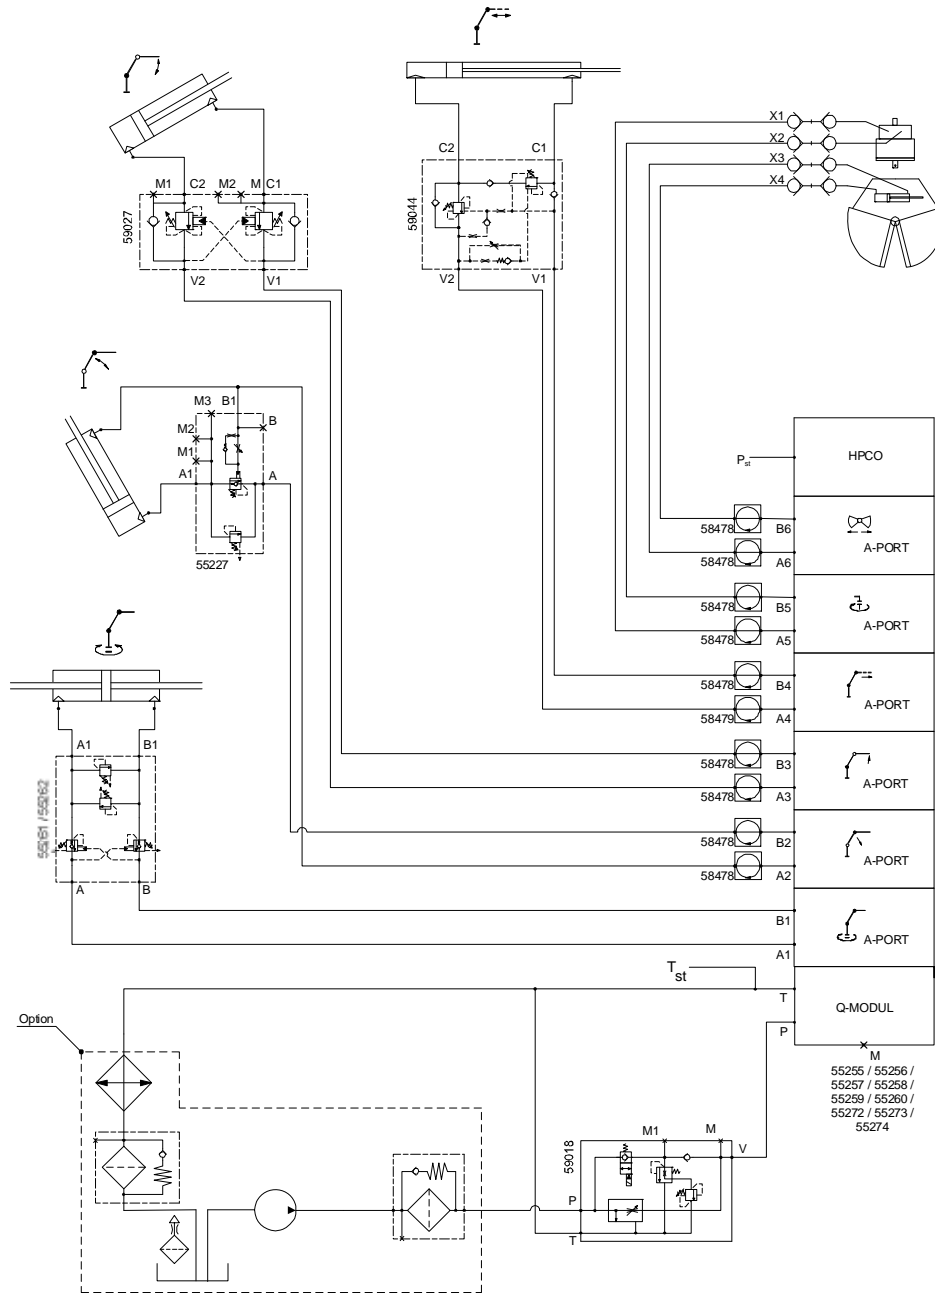 X1
X2
X3
X4
C2 C1
59044
V2 V1
M1 C2 M2 M C1
59027
V2 V1
M3 B1
B
M2
M1
A1 A
55227
Pst HPCO
58478 B6
A-PORT
58478 A6
58478 B5
A-PORT
58478 A5
58478 B4
A-PORT
58479 A4
58478 B3
A-PORT
58478 A3
58478 B2
A-PORT
58478 A2
B1
A-PORT
A1
A1 B1
55261 / 55262
A B
Tst
T
Q-MODUL
P
M
55255 / 55256 /
55257 / 55258 /
55259 / 55260 /
55272 / 55273 /
55274
Option
59018
M1 M
V
P
T